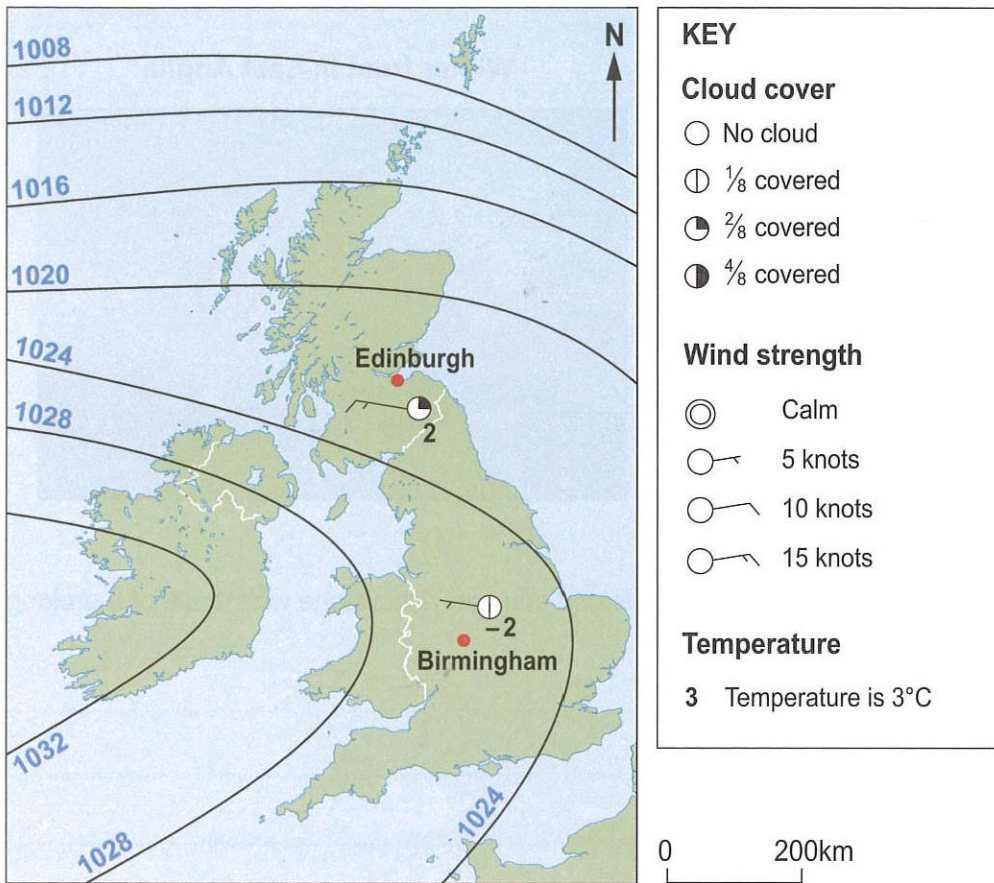 1008
N
1012
1016
1020
1024
Edinburgh
1028
2
–2
Birmingham
1032
1024
1028
KEY
Cloud cover
No cloud
⅛ covered
²⁄₈ covered
⁴⁄₈ covered
Wind strength
Calm
5 knots
10 knots
15 knots
Temperature
3 Temperature is 3°C
0 200km